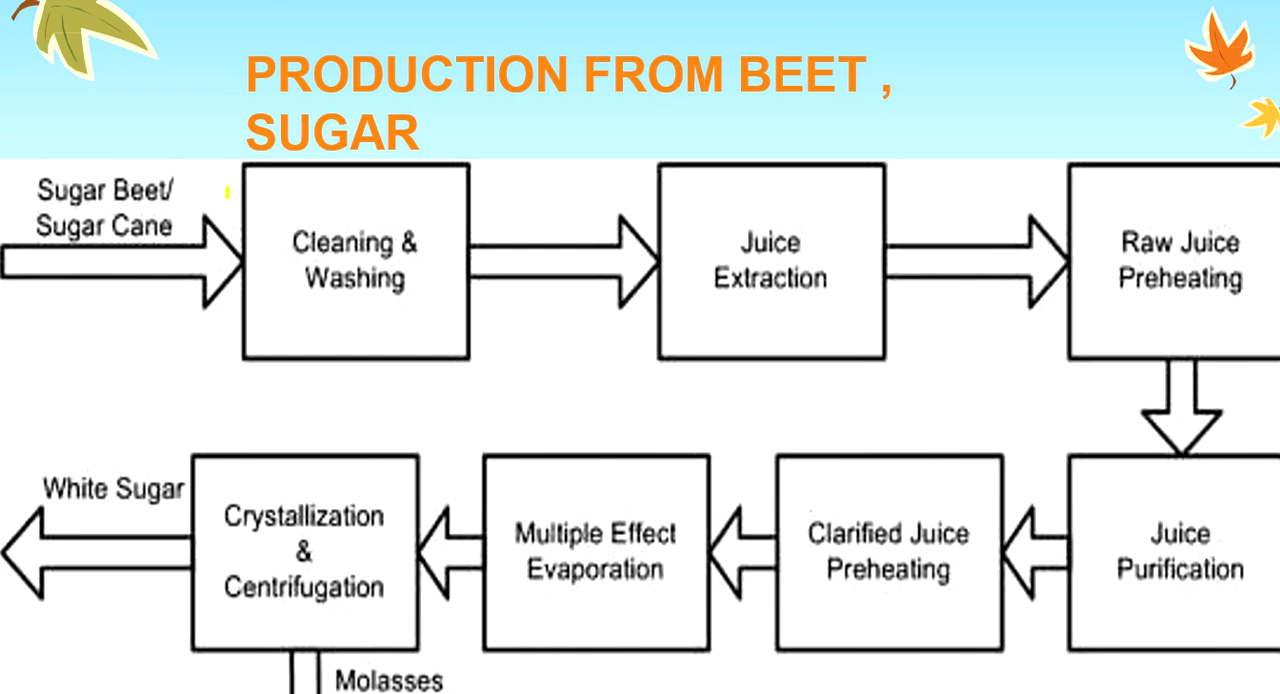 PRODUCTION FROM BEET ,
SUGAR
Sugar Beet/
Sugar Cane
Cleaning &
Washing
Juice
Extraction
Raw Juice
Preheating
White Sugar
Crystallization
&
Centrifugation
Multiple Effect
Evaporation
Clarified Juice
Preheating
Juice
Purification
Molasses